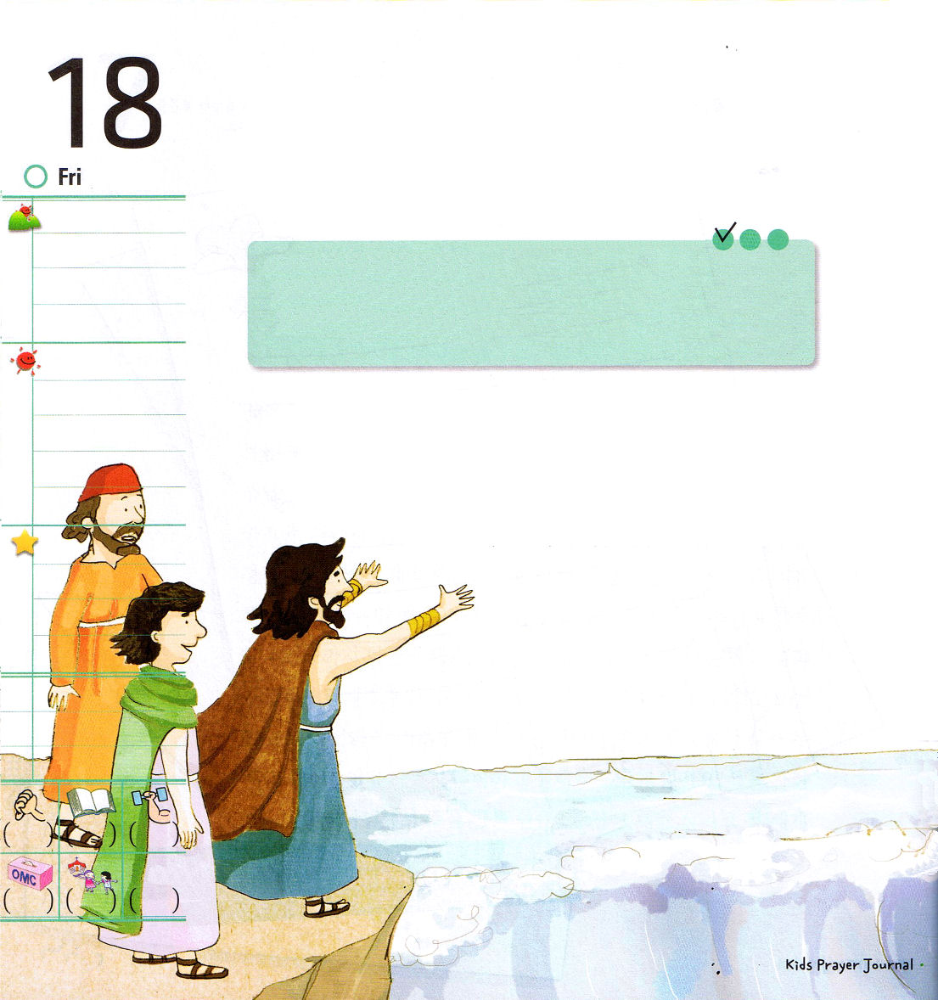 18
Fri
OMC
( ) ( ) ( )
( ) ( ) ( )
Kids Prayer Journal